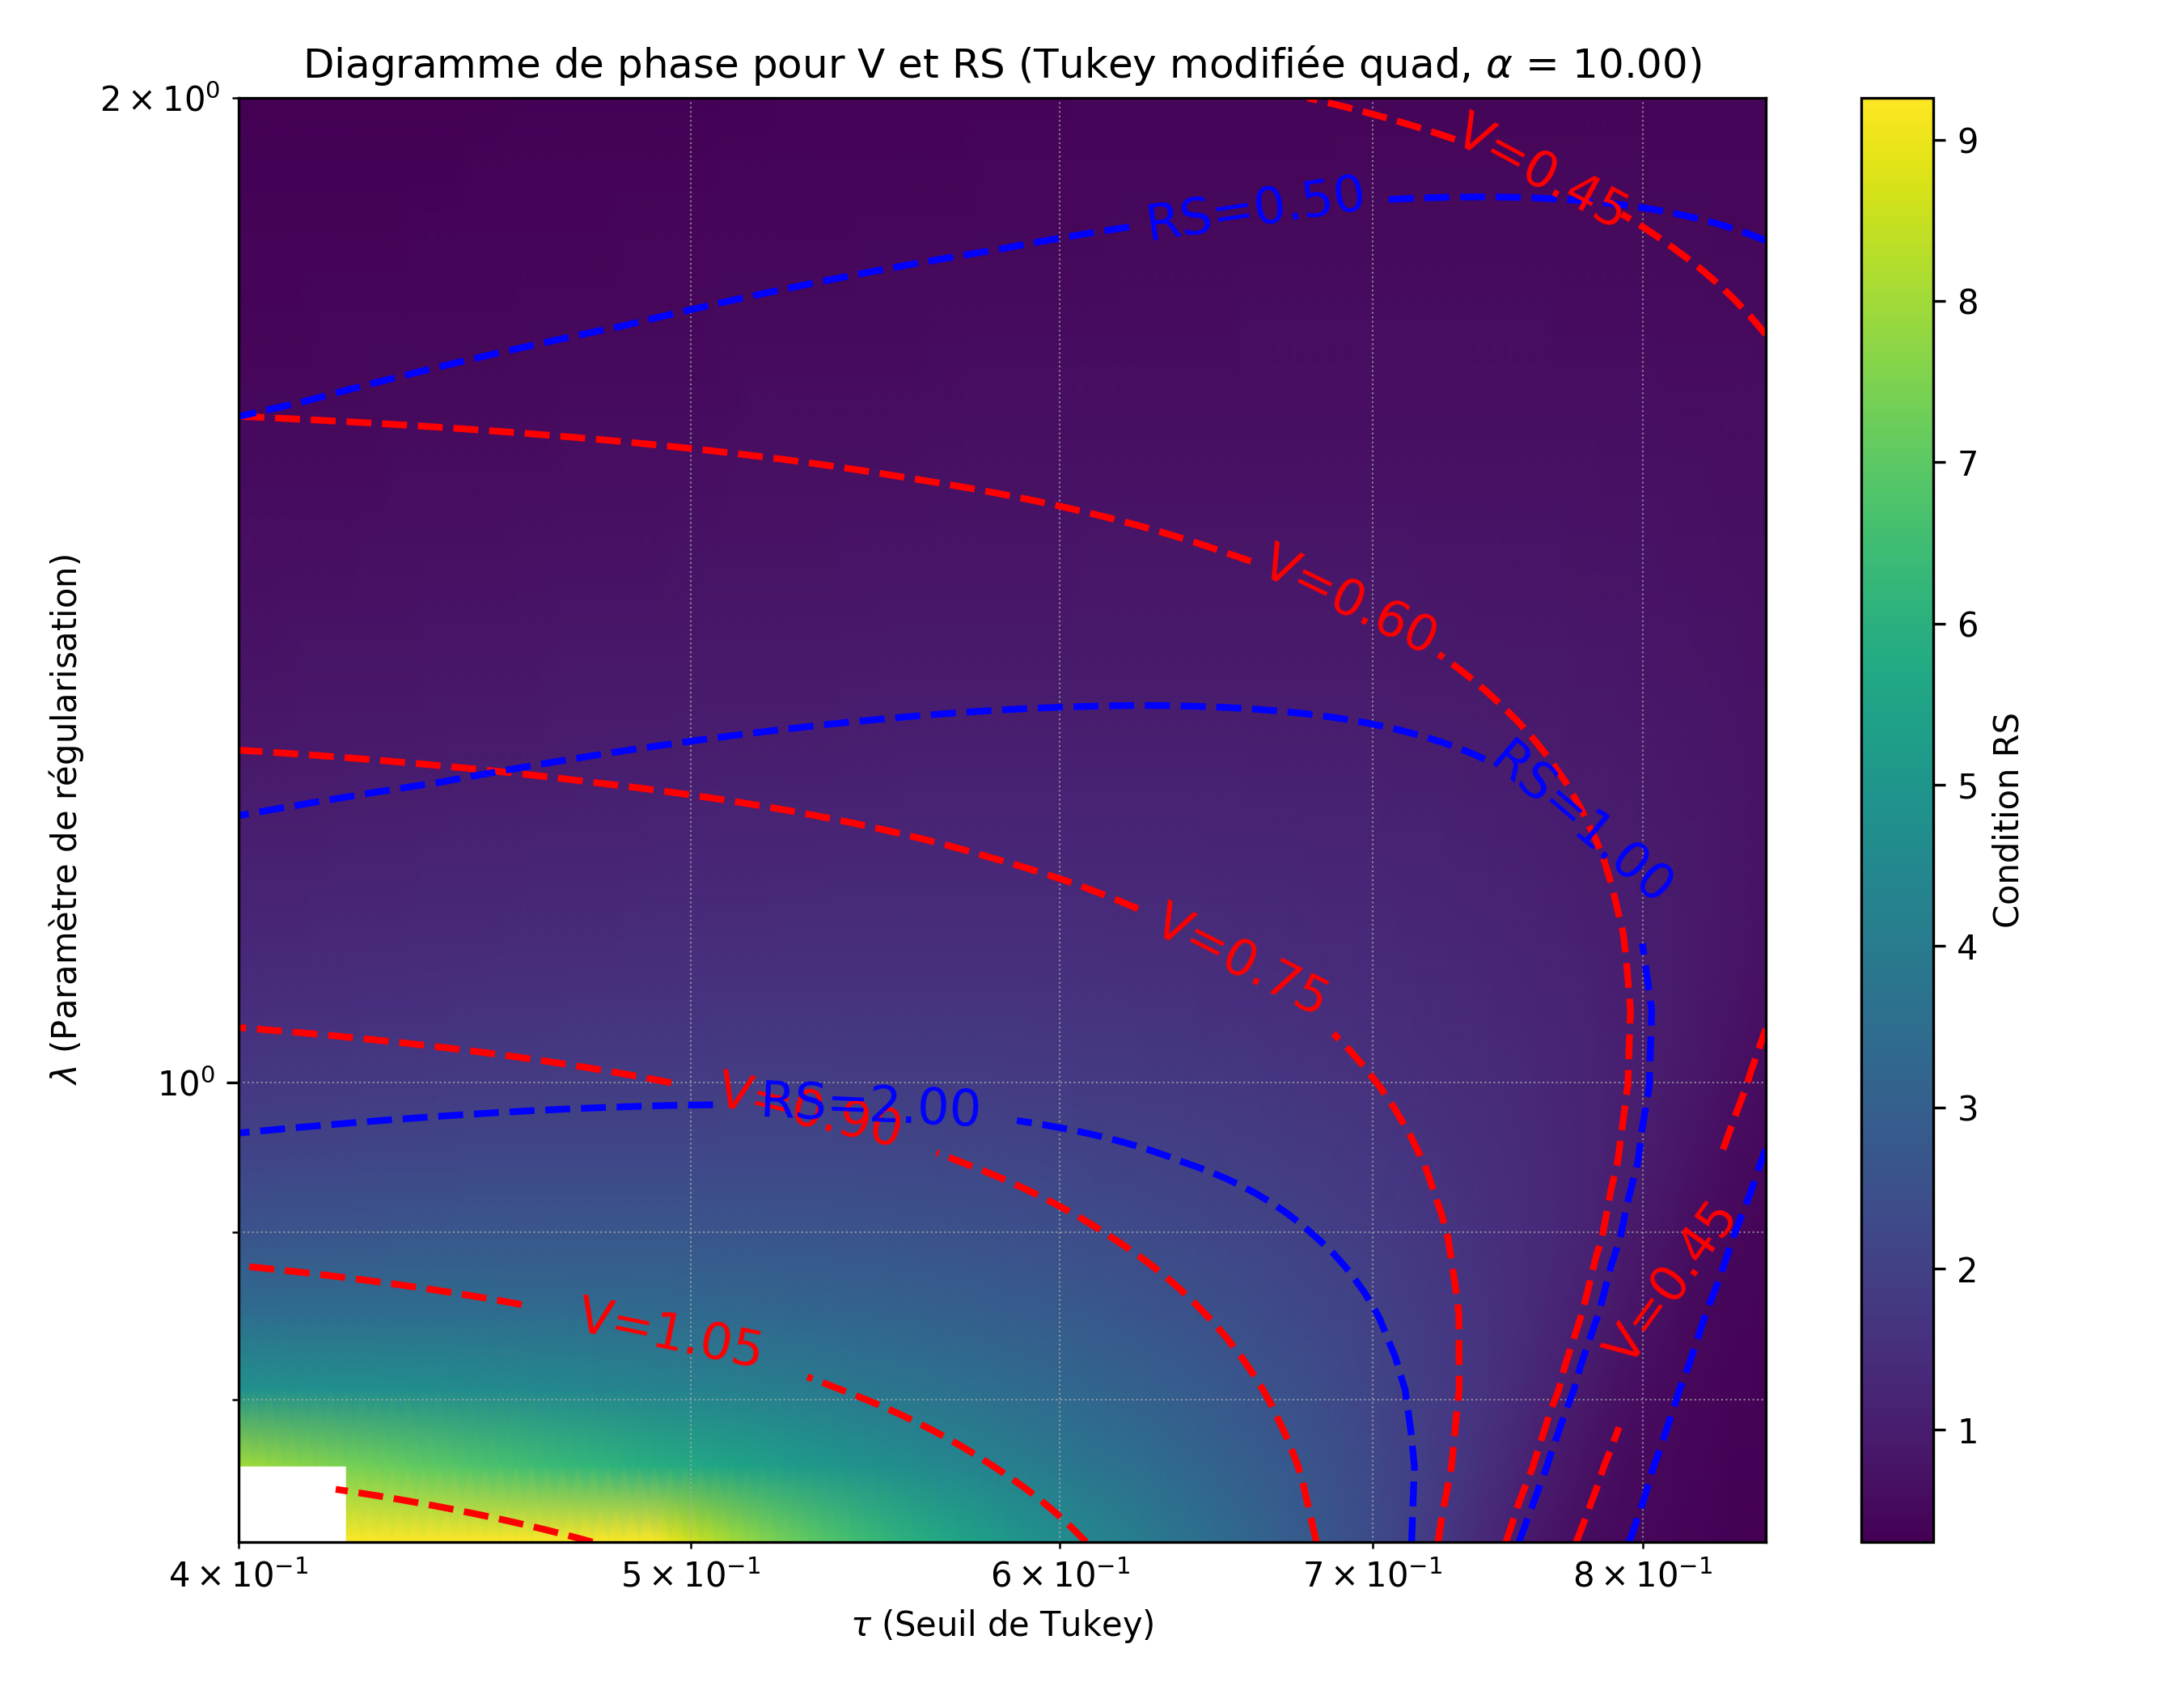 Diagramme de phase pour V et RS (Tukey modifiée quad, α = 10.00)
2 × 10⁰
10⁰
λ (Paramètre de régularisation)
V=0.45
RS=0.50
V=0.60
RS=1.00
V=0.75
V=0.90
RS=2.00
V=0.45
V=1.05
4 × 10⁻¹
5 × 10⁻¹
6 × 10⁻¹
7 × 10⁻¹
8 × 10⁻¹
τ (Seuil de Tukey)
9
8
7
6
5
4
3
2
1
Condition RS